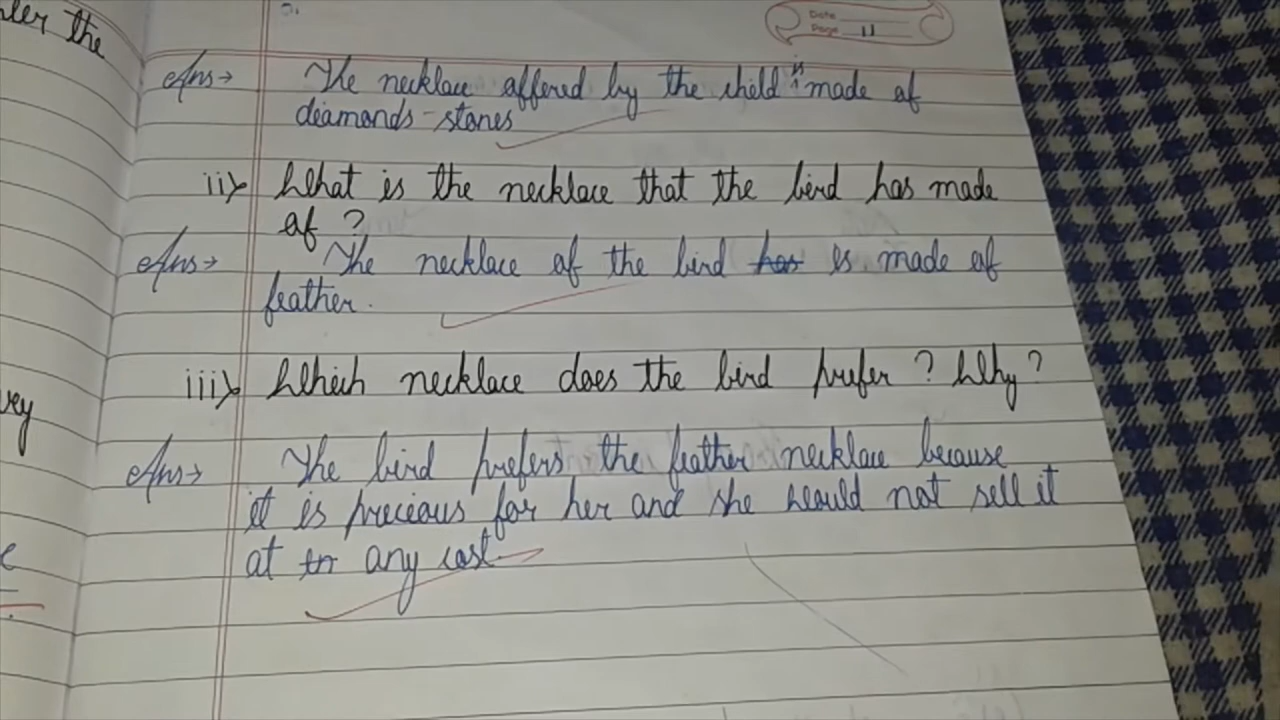 Date
Page 11
Ans→ The necklace offered by the child is made of
diamonds-stones
ii) What is the necklace that the bird has made
of ?
Ans→ The necklace of the bird has is made of
feather.
iii) Which necklace does the bird prefer ? Why ?
Ans→ The bird prefers the feather necklace because
it is precious for her and she would not sell it
at in any cost
the
vey